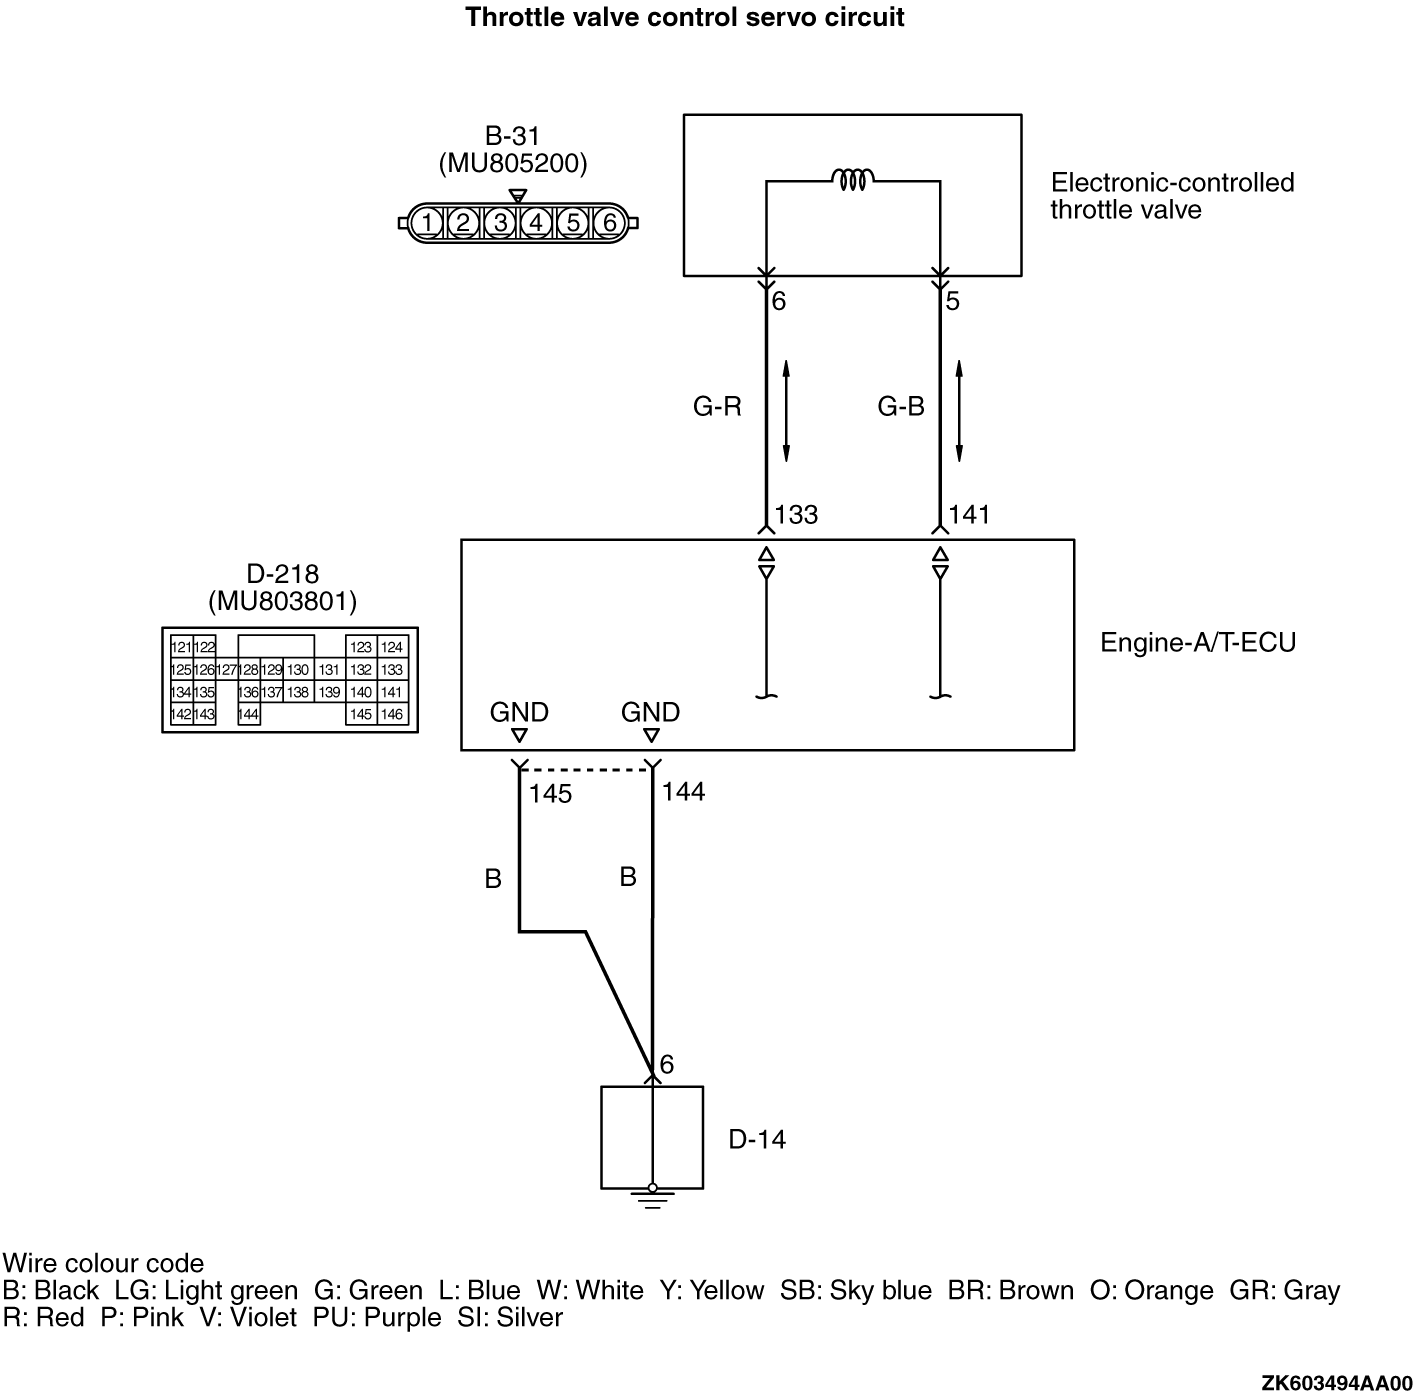 Throttle valve control servo circuit
B-31
(MU805200)
1 2 3 4 5 6
Electronic-controlled
throttle valve
6 5
G-R G-B
133 141
D-218
(MU803801)
121 122 123 124
125 126 127 128 129 130 131 132 133
134 135 136 137 138 139 140 141
142 143 144 145 146
Engine-A/T-ECU
GND GND
145 144
B B
6
D-14
Wire colour code
B: Black LG: Light green G: Green L: Blue W: White Y: Yellow SB: Sky blue BR: Brown O: Orange GR: Gray
R: Red P: Pink V: Violet PU: Purple SI: Silver
ZK603494AA00